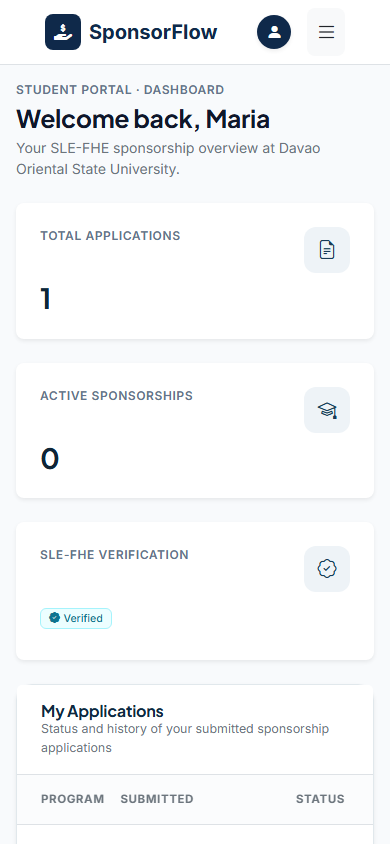 SponsorFlow
STUDENT PORTAL · DASHBOARD
Welcome back, Maria
Your SLE-FHE sponsorship overview at Davao
Oriental State University.
TOTAL APPLICATIONS
1
ACTIVE SPONSORSHIPS
0
SLE-FHE VERIFICATION
Verified
My Applications
Status and history of your submitted sponsorship
applications
PROGRAM SUBMITTED STATUS